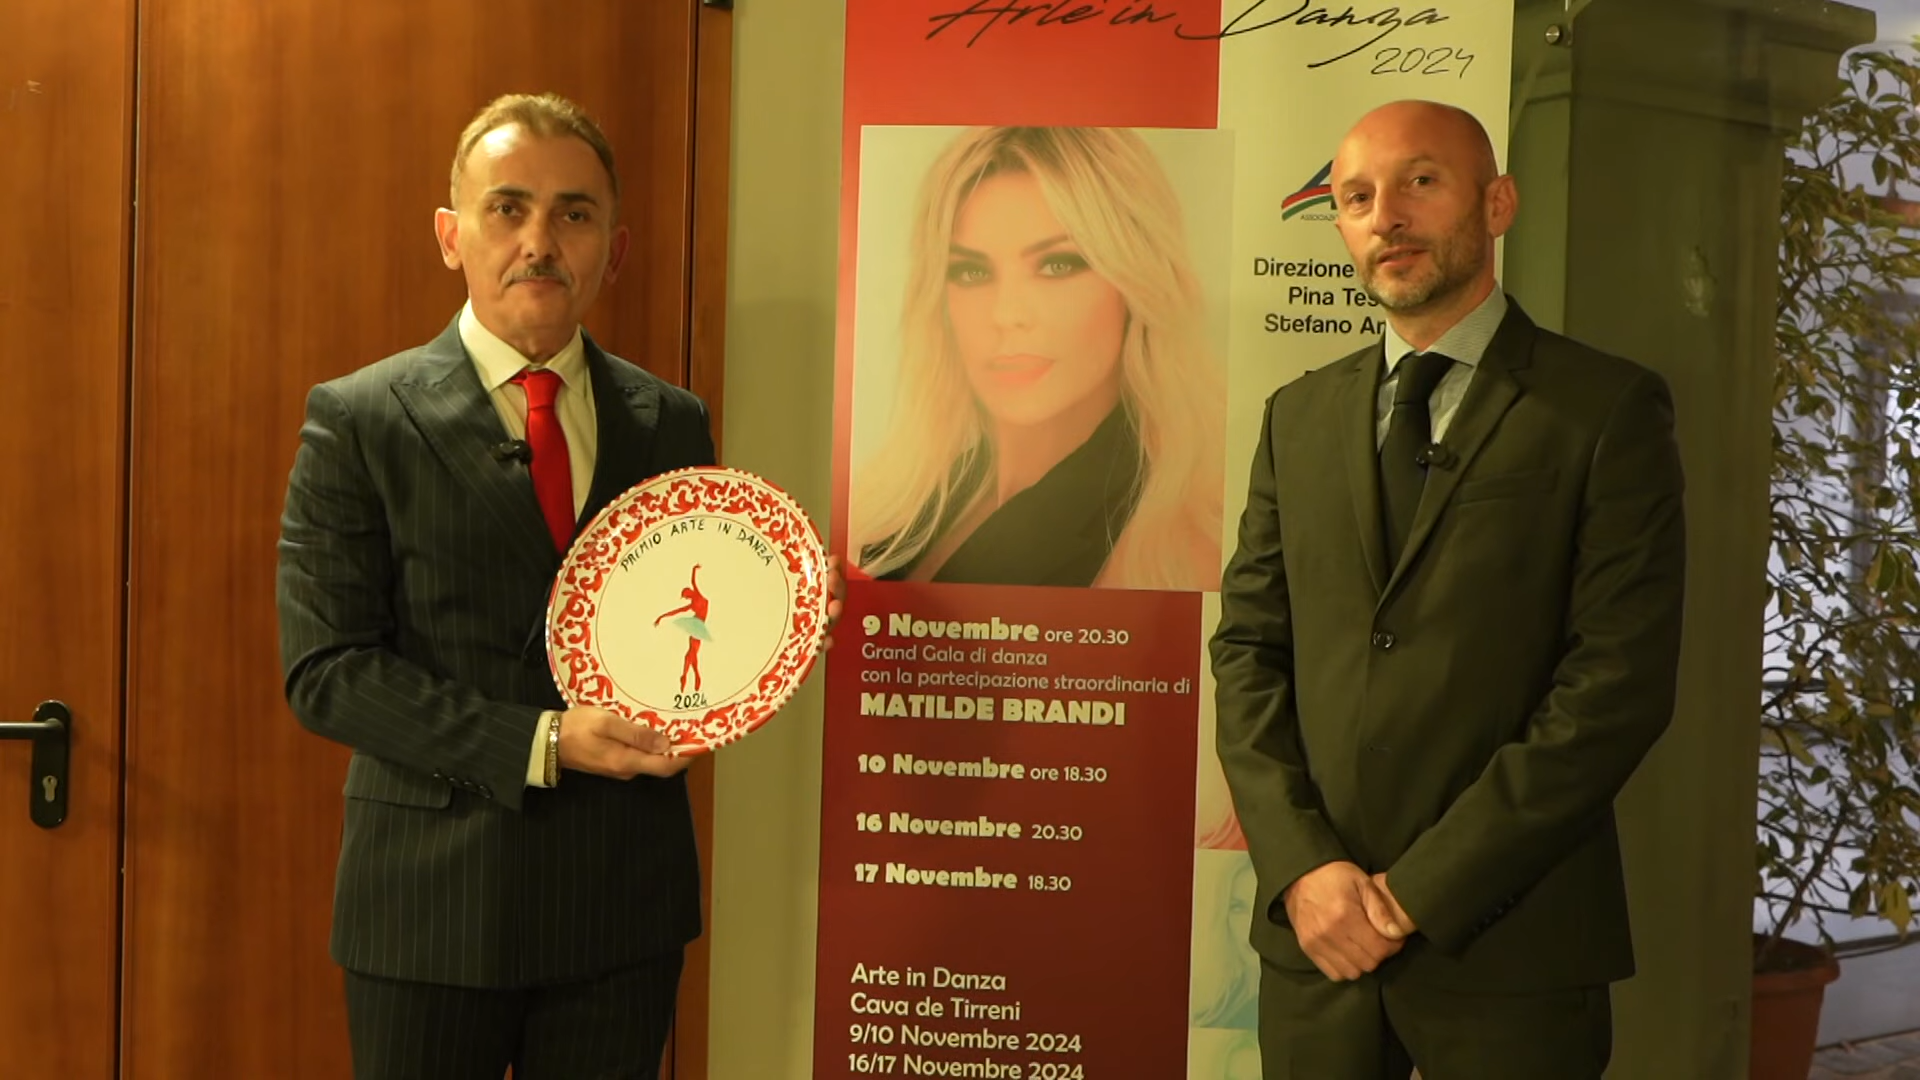 Arte in Danza
2024
Direzione
Pina
Stefano
PREMIO ARTE IN DANZA
2024
9 Novembre ore 20.30
Grand Gala di danza
con la partecipazione straordinaria di
MATILDE BRANDI
10 Novembre ore 18.30
16 Novembre 20.30
17 Novembre 18.30
Arte in Danza
Cava de Tirreni
9/10 Novembre 2024
16/17 Novembre 2024